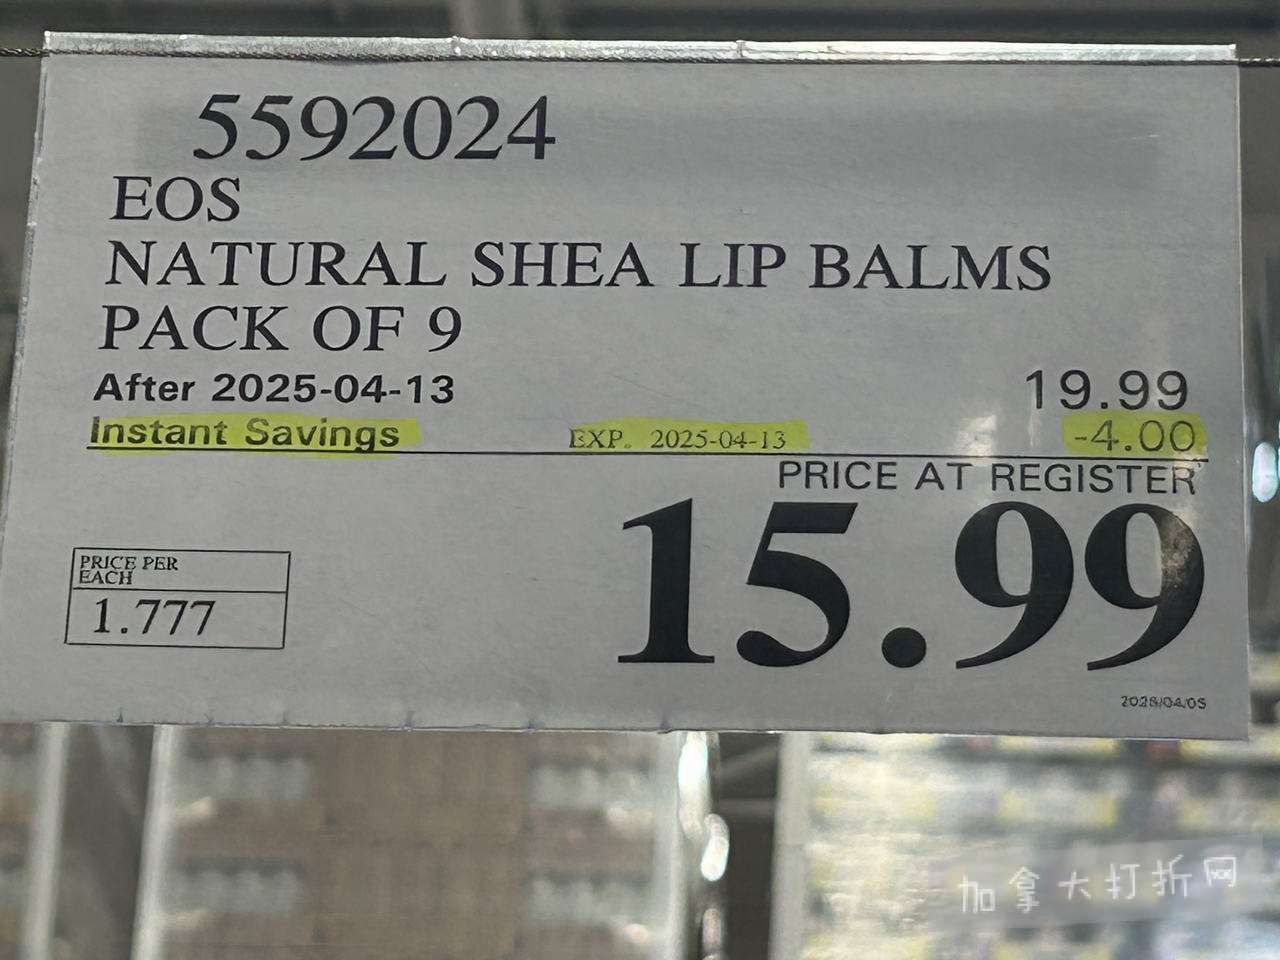 5592024
EOS
NATURAL SHEA LIP BALMS
PACK OF 9
After 2025-04-13 19.99
Instant Savings EXP. 2025-04-13 -4.00
PRICE AT REGISTER
15.99
PRICE PER
EACH
1.777
2025/04/05
加拿大打折网